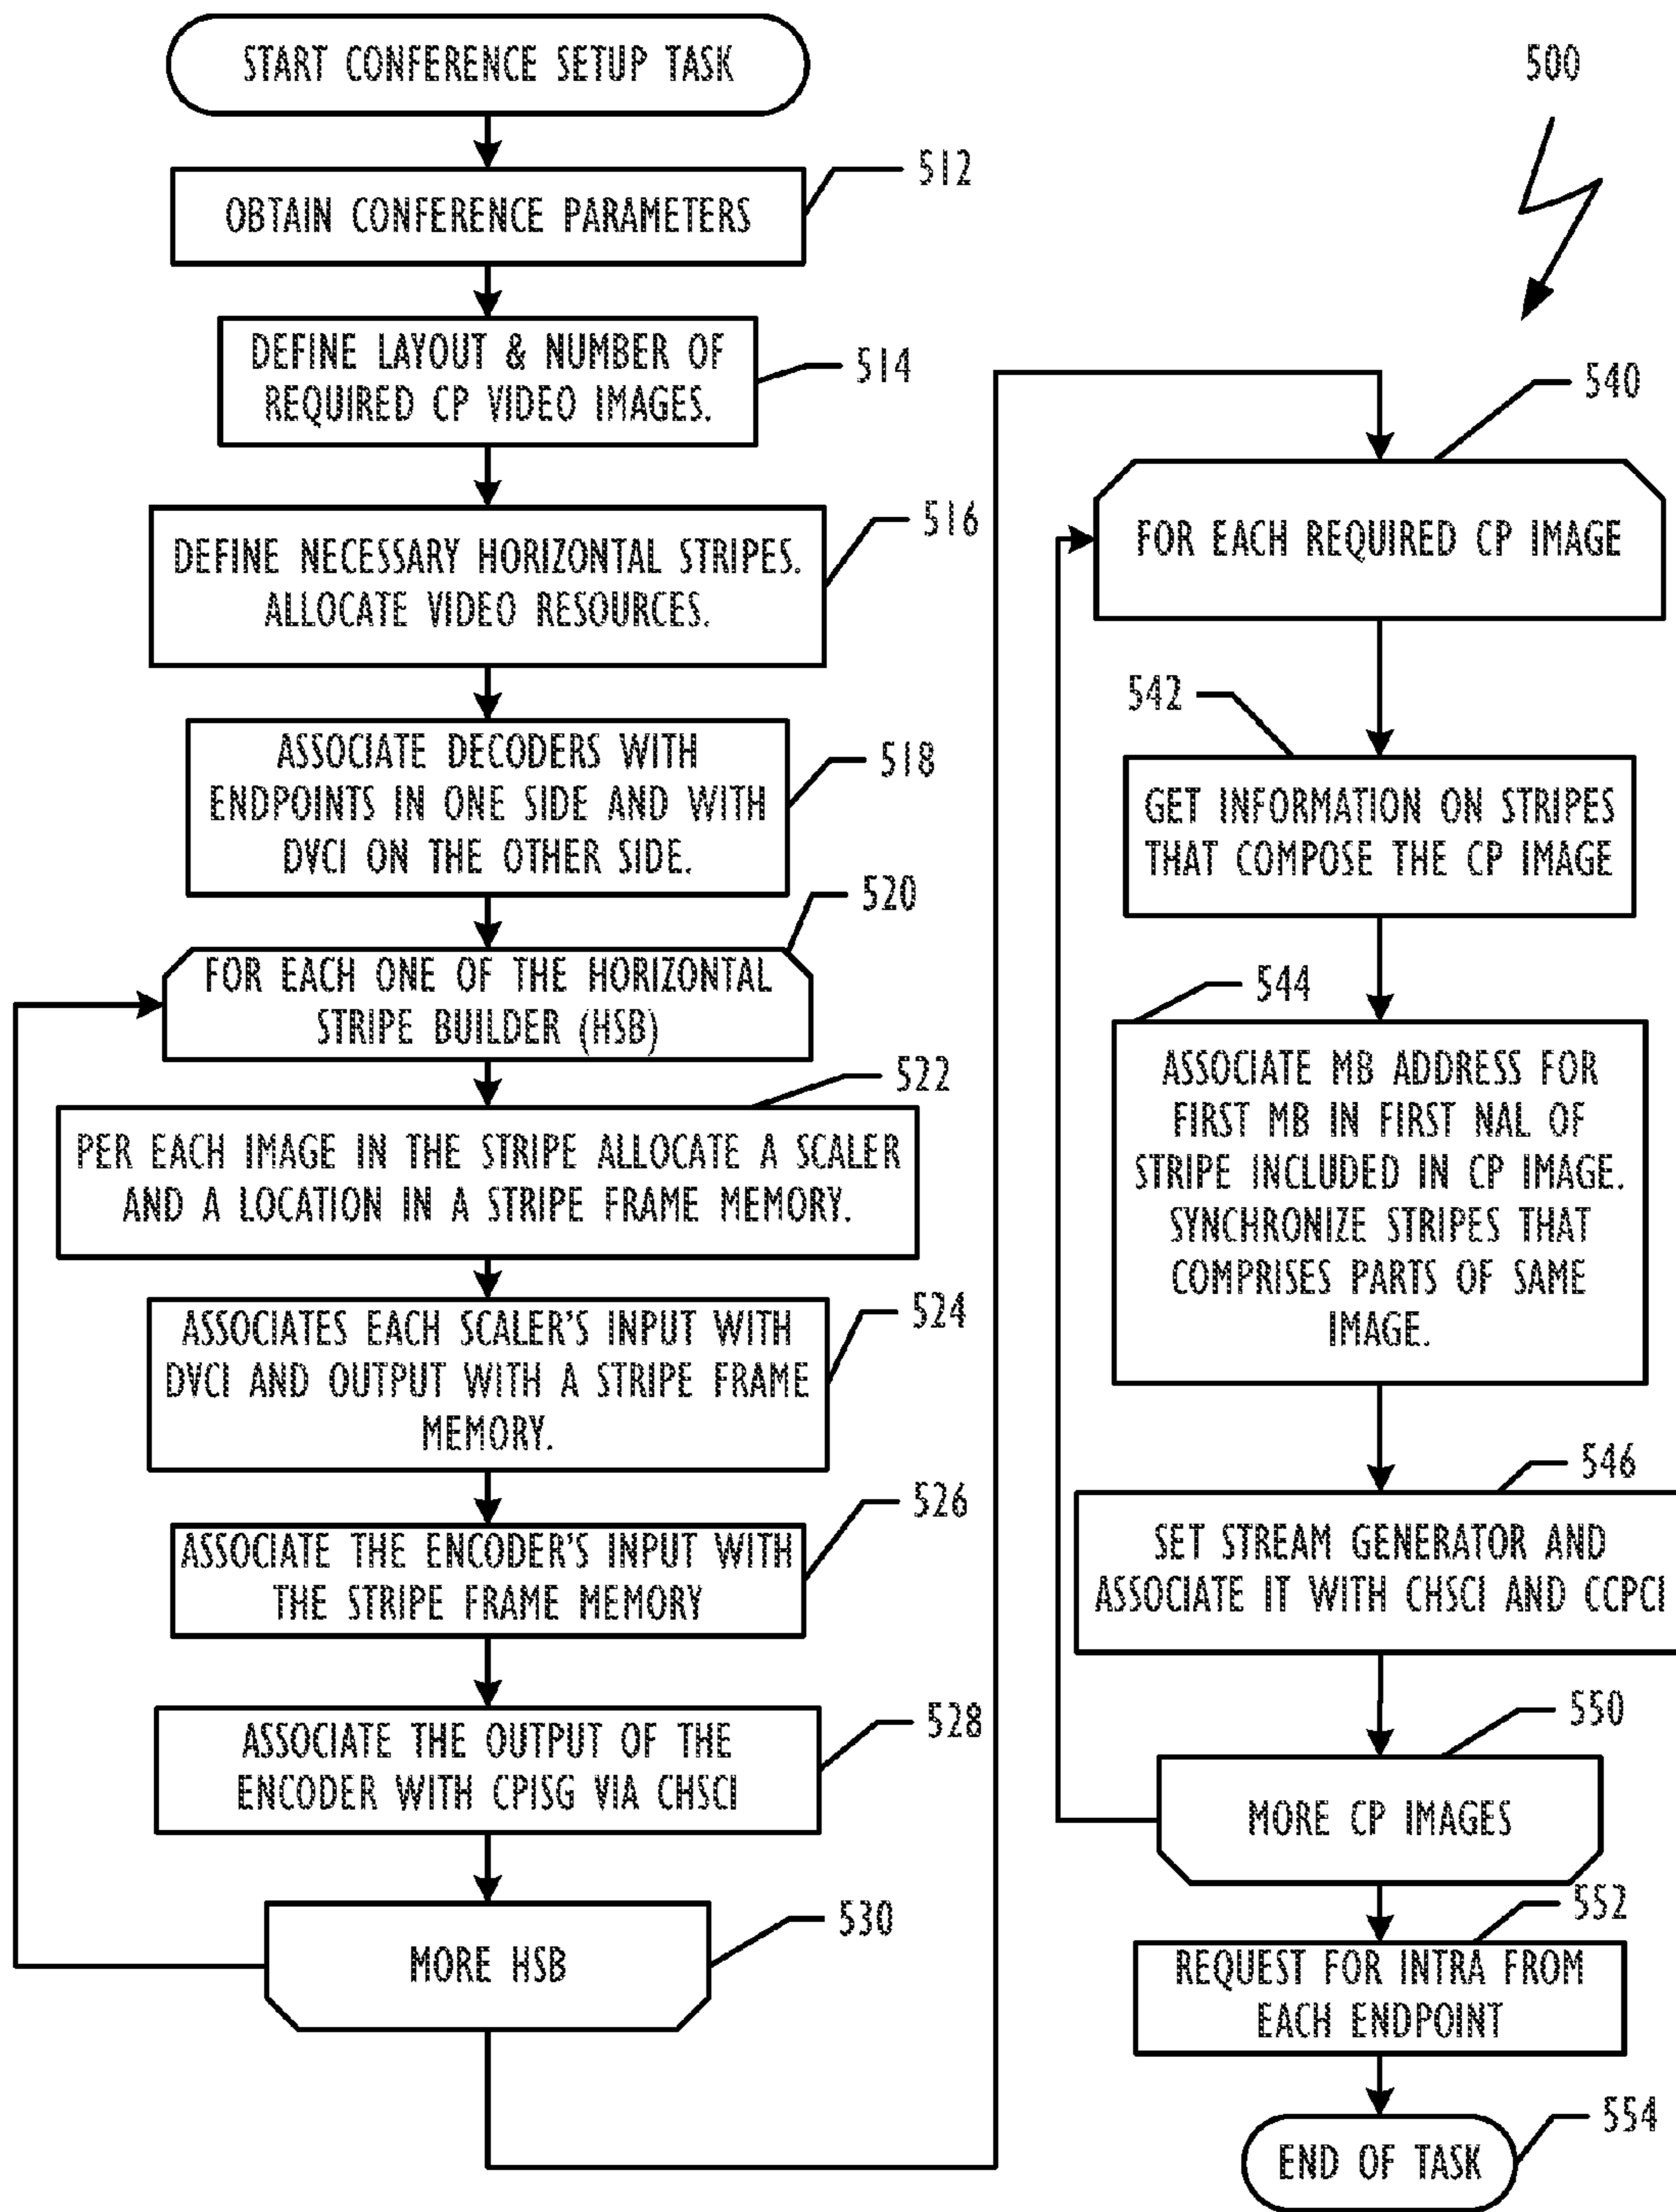 START CONFERENCE SETUP TASK
500
512
OBTAIN CONFERENCE PARAMETERS
514
DEFINE LAYOUT & NUMBER OF
REQUIRED CP VIDEO IMAGES.
516
DEFINE NECESSARY HORIZONTAL STRIPES.
ALLOCATE VIDEO RESOURCES.
518
ASSOCIATE DECODERS WITH
ENDPOINTS IN ONE SIDE AND WITH
DVCI ON THE OTHER SIDE.
520
FOR EACH ONE OF THE HORIZONTAL
STRIPE BUILDER (HSB)
522
PER EACH IMAGE IN THE STRIPE ALLOCATE A SCALER
AND A LOCATION IN A STRIPE FRAME MEMORY.
524
ASSOCIATES EACH SCALER'S INPUT WITH
DVCI AND OUTPUT WITH A STRIPE FRAME
MEMORY.
526
ASSOCIATE THE ENCODER'S INPUT WITH
THE STRIPE FRAME MEMORY
528
ASSOCIATE THE OUTPUT OF THE
ENCODER WITH CPISG VIA CHSCI
530
MORE HSB
540
FOR EACH REQUIRED CP IMAGE
542
GET INFORMATION ON STRIPES
THAT COMPOSE THE CP IMAGE
544
ASSOCIATE MB ADDRESS FOR
FIRST MB IN FIRST NAL OF
STRIPE INCLUDED IN CP IMAGE.
SYNCHRONIZE STRIPES THAT
COMPRISES PARTS OF SAME
IMAGE.
546
SET STREAM GENERATOR AND
ASSOCIATE IT WITH CHSCI AND CCPCI
550
MORE CP IMAGES
552
REQUEST FOR INTRA FROM
EACH ENDPOINT
554
END OF TASK